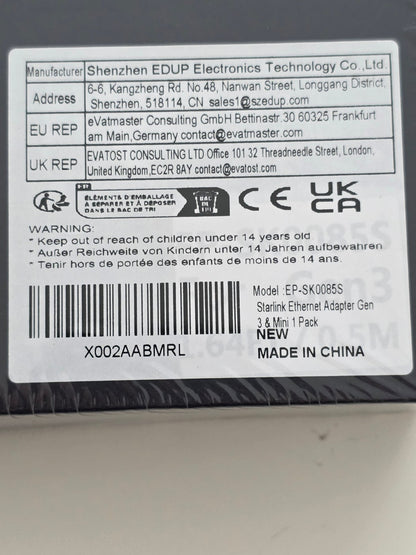 Manufacturer Shenzhen EDUP Electronics Technology Co.,Ltd.
Address 6-6, Kangzheng Rd. No.48, Nanwan Street, Longgang District,
Shenzhen, 518114, CN sales1@szedup.com
EU REP eVatmaster Consulting GmbH Bettinastr.30 60325 Frankfurt
am Main,Germany contact@evatmaster.com
UK REP EVATOST CONSULTING LTD Office 101 32 Threadneedle Street, London,
United Kingdom,EC2R 8AY contact@evatost.com
FR
ÉLÉMENTS D'EMBALLAGE
À SÉPARER ET À DÉPOSER
DANS LE BAC DE TRI
BAC
DE
TRI
CE
UK
CA
WARNING:
* Keep out of reach of children under 14 years old
* Außer Reichweite von Kindern unter 14 Jahren aufbewahren
* Tenir hors de portée des enfants de moins de 14 ans.
X002AABMRL
Model:EP-SK0085S
Starlink Ethernet Adapter Gen
3 & Mini 1 Pack
NEW
MADE IN CHINA